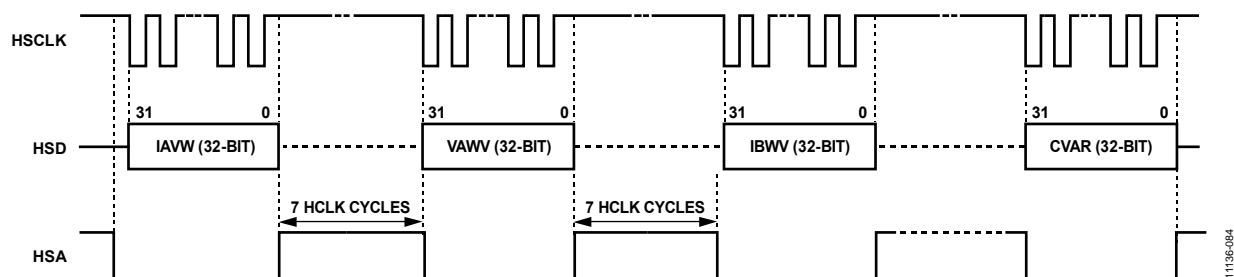 HSCLK
31 0 31 0 31 0 31 0
HSD IAVW (32-BIT) VAWV (32-BIT) IBWV (32-BIT) CVAR (32-BIT)
7 HCLK CYCLES 7 HCLK CYCLES
HSA
11136-084